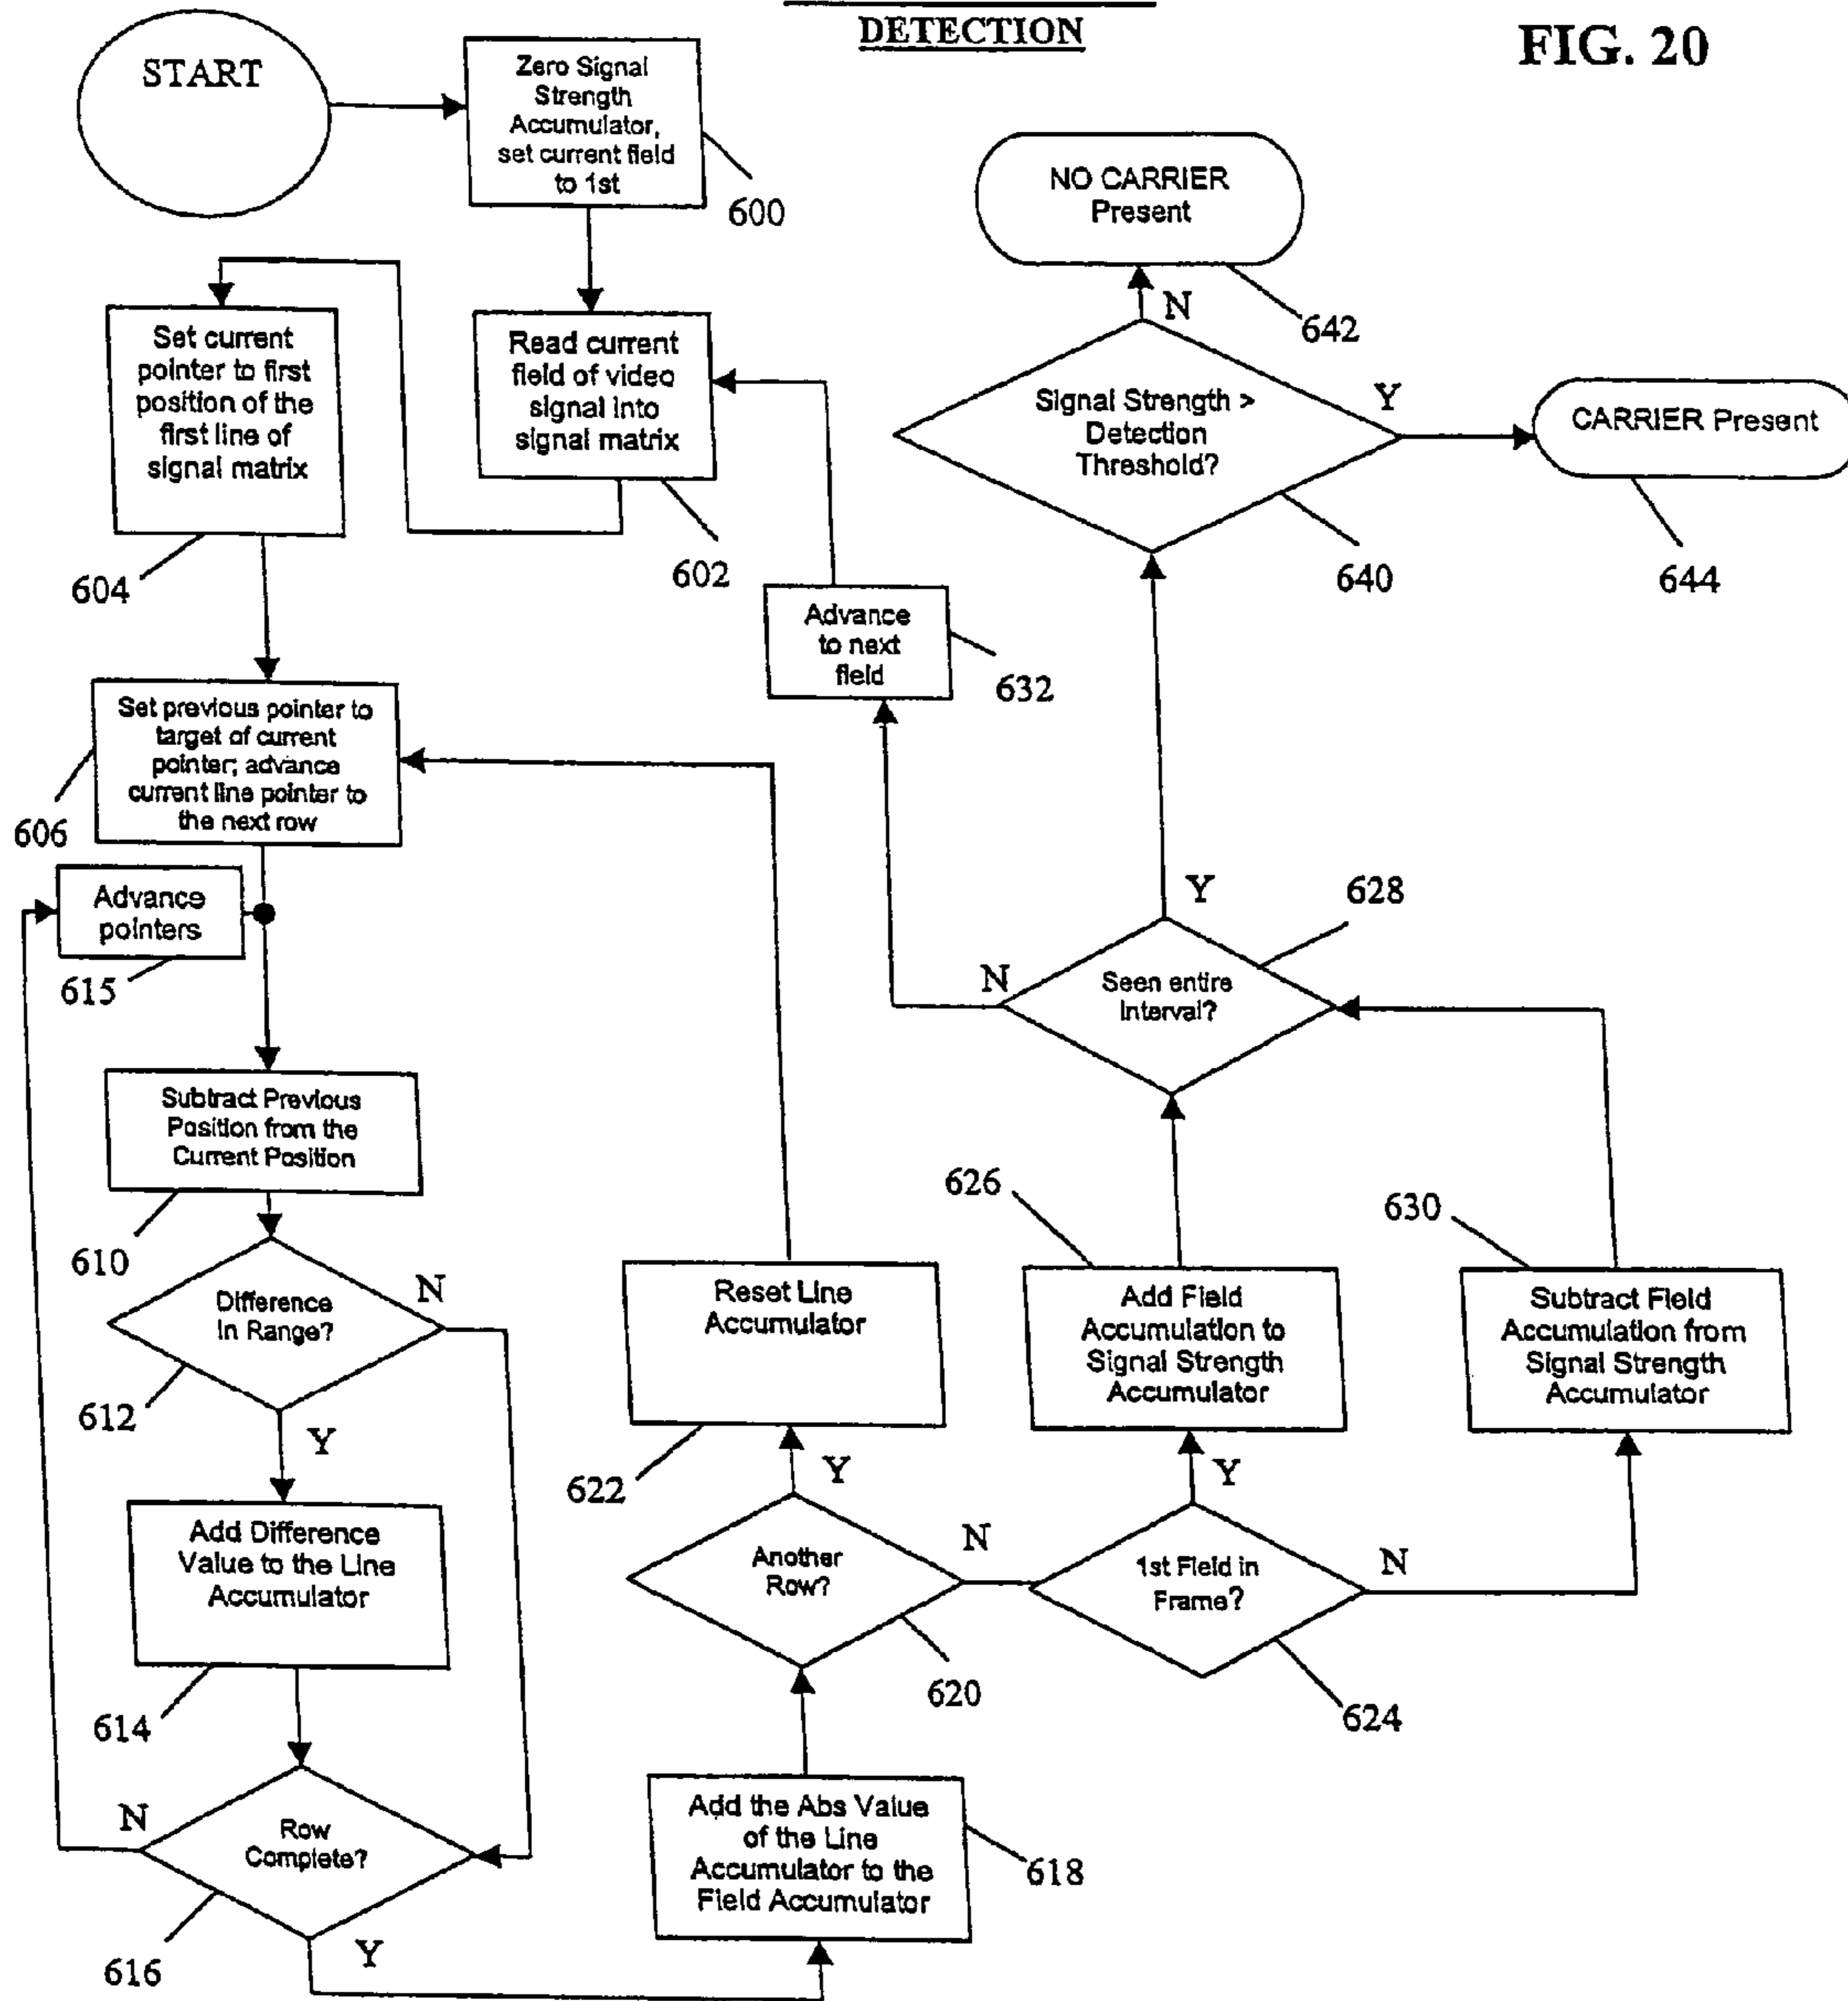 DETECTION
FIG. 20
START
Zero Signal
Strength
Accumulator,
set current field
to 1st
600
NO CARRIER
Present
642
Set current
pointer to first
position of the
first line of
signal matrix
604
Read current
field of video
signal into
signal matrix
602
N
Signal Strength >
Detection
Threshold?
Y
640
CARRIER Present
644
Advance
to next
field
632
Set previous pointer to
target of current
pointer; advance
current line pointer to
the next row
606
Advance
pointers
615
Y
628
N
Seen entire
Interval?
Subtract Previous
Position from the
Current Position
610
626
630
Difference
In Range?
N
612
Y
Reset Line
Accumulator
622
Add Field
Accumulation to
Signal Strength
Accumulator
Subtract Field
Accumulation from
Signal Strength
Accumulator
Add Difference
Value to the Line
Accumulator
614
Y
Another
Row?
N
620
Y
1st Field in
Frame?
N
624
N
Row
Complete?
616
Y
Add the Abs Value
of the Line
Accumulator to the
Field Accumulator
618